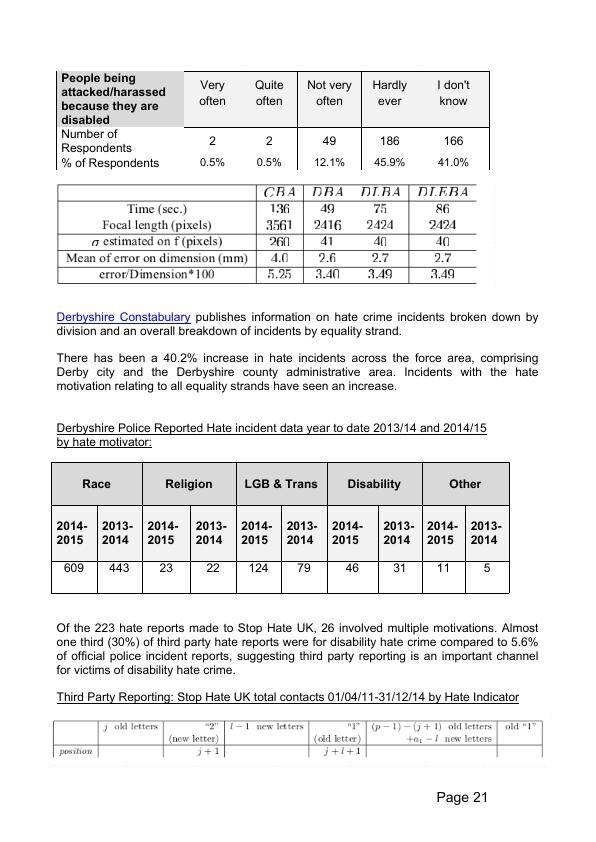 People being attacked/harassed because they are disabled | Very often | Quite often | Not very often | Hardly ever | I don't know
Number of Respondents | 2 | 2 | 49 | 186 | 166
% of Respondents | 0.5% | 0.5% | 12.1% | 45.9% | 41.0%
CBA | DBA | DLBA | DLEBA
Time (sec.) | 136 | 49 | 75 | 86
Focal length (pixels) | 3561 | 2416 | 2424 | 2424
σ estimated on f (pixels) | 260 | 41 | 40 | 40
Mean of error on dimension (mm) | 4.0 | 2.6 | 2.7 | 2.7
error/Dimension*100 | 5.25 | 3.40 | 3.49 | 3.49
Derbyshire Constabulary publishes information on hate crime incidents broken down by
division and an overall breakdown of incidents by equality strand.
There has been a 40.2% increase in hate incidents across the force area, comprising
Derby city and the Derbyshire county administrative area. Incidents with the hate
motivation relating to all equality strands have seen an increase.
Derbyshire Police Reported Hate incident data year to date 2013/14 and 2014/15
by hate motivator:
Race | Religion | LGB & Trans | Disability | Other
2014-2015 | 2013-2014 | 2014-2015 | 2013-2014 | 2014-2015 | 2013-2014 | 2014-2015 | 2013-2014 | 2014-2015 | 2013-2014
609 | 443 | 23 | 22 | 124 | 79 | 46 | 31 | 11 | 5
Of the 223 hate reports made to Stop Hate UK, 26 involved multiple motivations. Almost
one third (30%) of third party hate reports were for disability hate crime compared to 5.6%
of official police incident reports, suggesting third party reporting is an important channel
for victims of disability hate crime.
Third Party Reporting: Stop Hate UK total contacts 01/04/11-31/12/14 by Hate Indicator
j old letters | "2" (new letter) | l − 1 new letters | "1" (old letter) | (p − 1) − (j + 1) old letters +a₁ − l new letters | old "1"
position | j + 1 | j + l + 1
Page 21